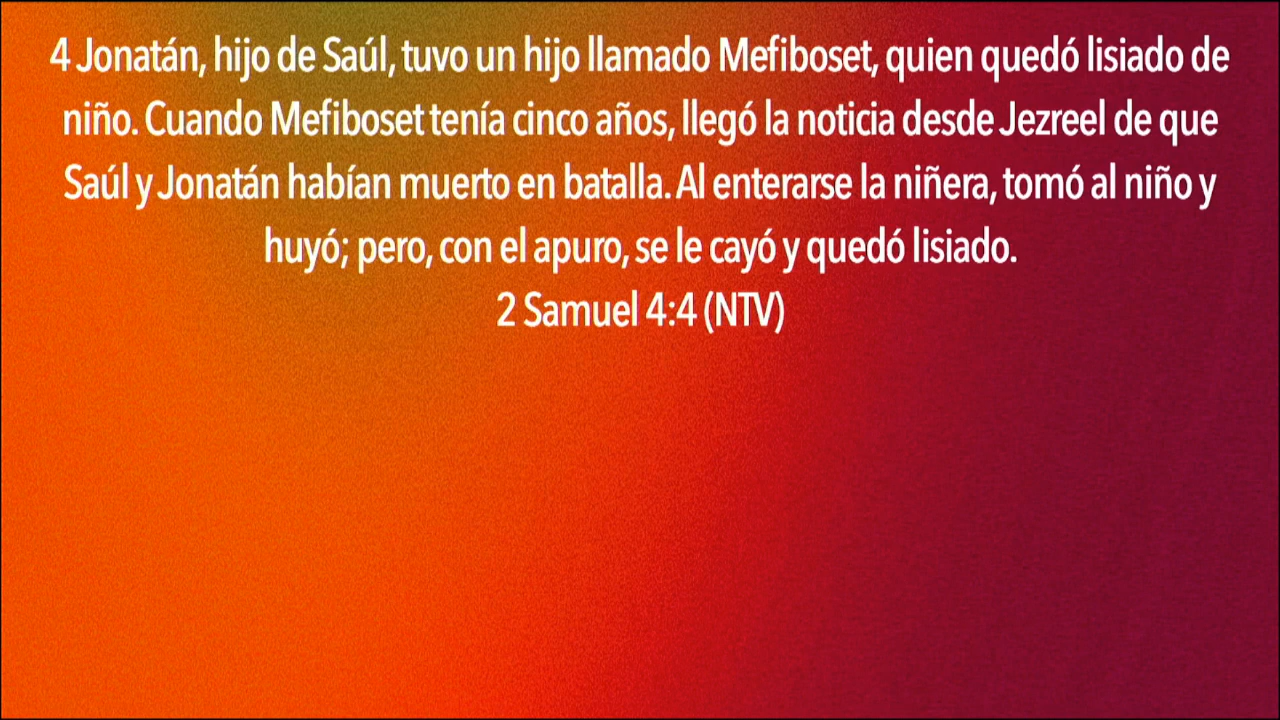 4 Jonatán, hijo de Saúl, tuvo un hijo llamado Mefiboset, quien quedó lisiado de
niño. Cuando Mefiboset tenía cinco años, llegó la noticia desde Jezreel de que
Saúl y Jonatán habían muerto en batalla. Al enterarse la niñera, tomó al niño y
huyó; pero, con el apuro, se le cayó y quedó lisiado.
2 Samuel 4:4 (NTV)